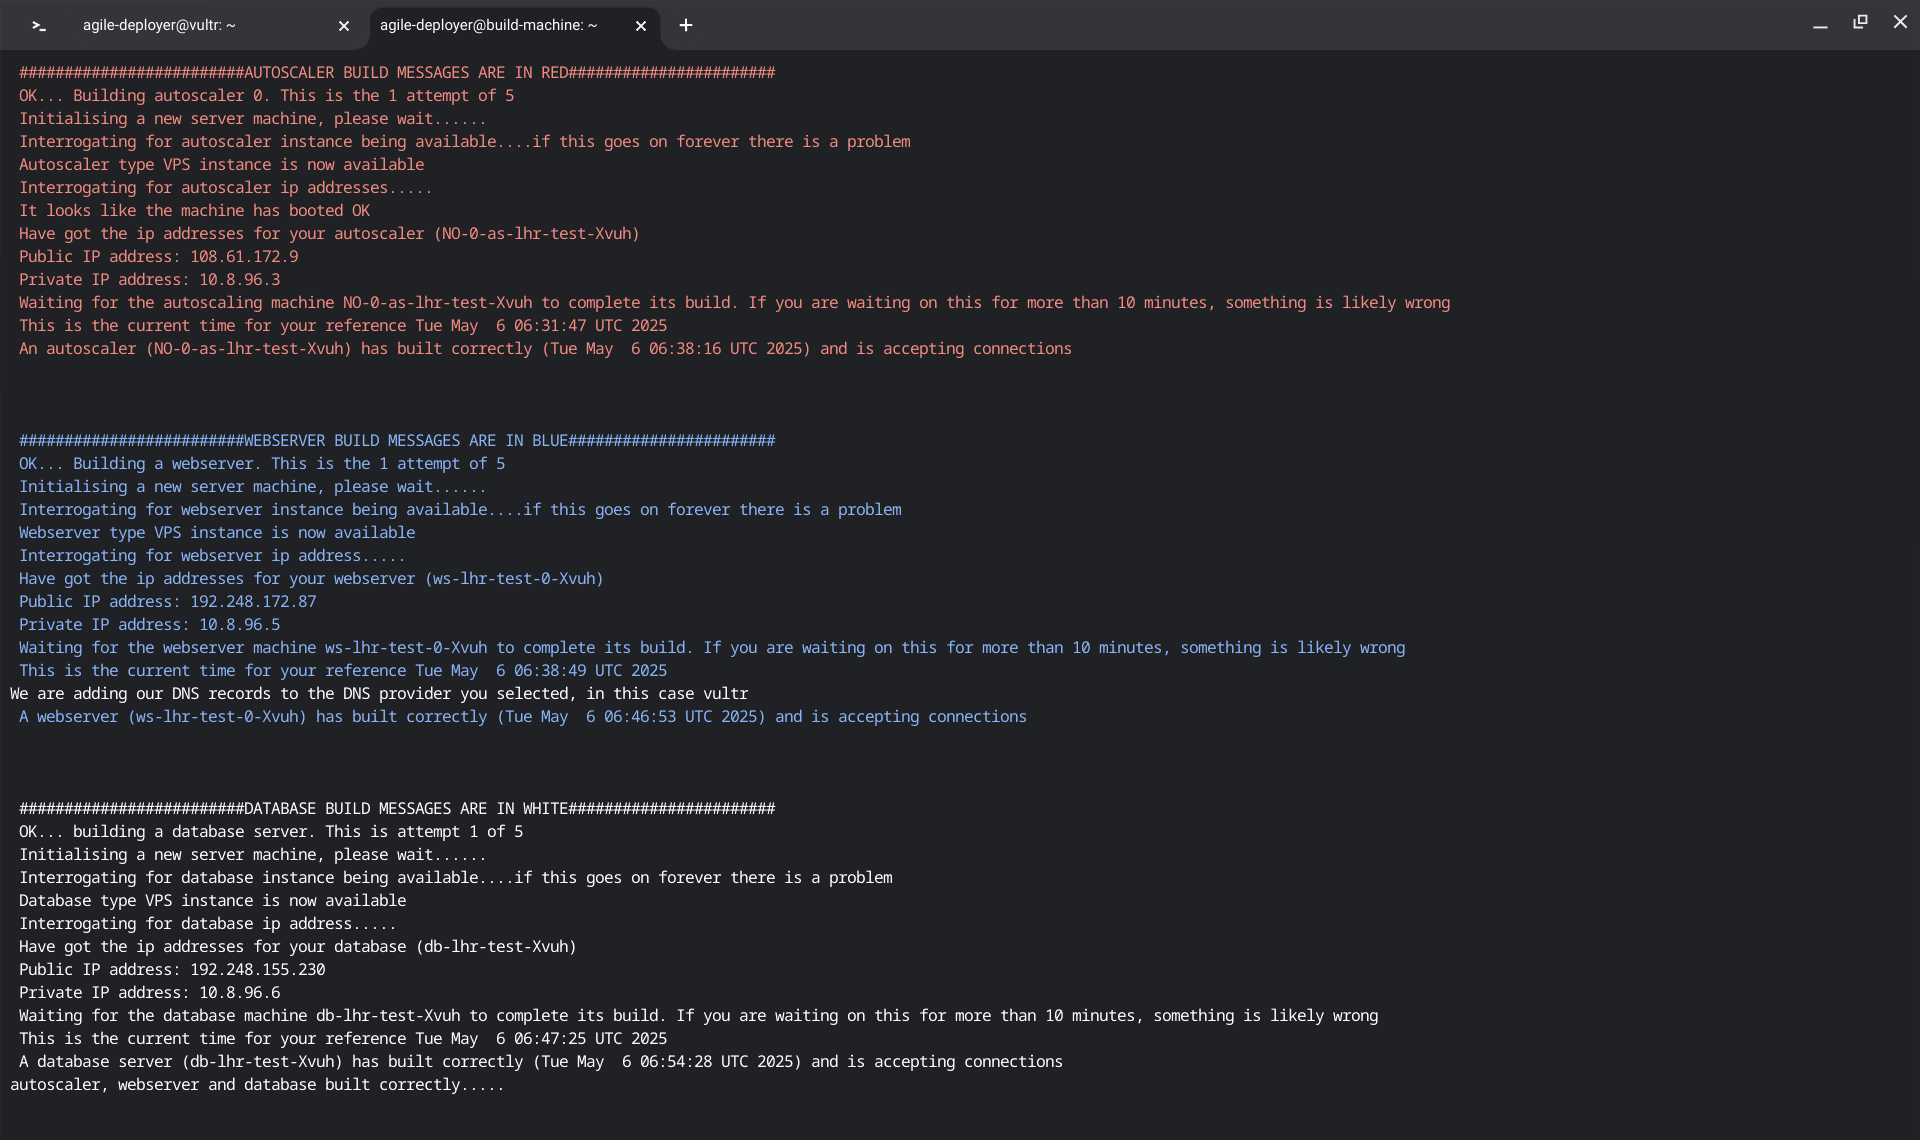 agile-deployer@vultr: ~
agile-deployer@build-machine: ~
#########################AUTOSCALER BUILD MESSAGES ARE IN RED#######################
OK... Building autoscaler 0. This is the 1 attempt of 5
Initialising a new server machine, please wait......
Interrogating for autoscaler instance being available....if this goes on forever there is a problem
Autoscaler type VPS instance is now available
Interrogating for autoscaler ip addresses.....
It looks like the machine has booted OK
Have got the ip addresses for your autoscaler (NO-0-as-lhr-test-Xvuh)
Public IP address: 108.61.172.9
Private IP address: 10.8.96.3
Waiting for the autoscaling machine NO-0-as-lhr-test-Xvuh to complete its build. If you are waiting on this for more than 10 minutes, something is likely wrong
This is the current time for your reference Tue May  6 06:31:47 UTC 2025
An autoscaler (NO-0-as-lhr-test-Xvuh) has built correctly (Tue May  6 06:38:16 UTC 2025) and is accepting connections
#########################WEBSERVER BUILD MESSAGES ARE IN BLUE#######################
OK... Building a webserver. This is the 1 attempt of 5
Initialising a new server machine, please wait......
Interrogating for webserver instance being available....if this goes on forever there is a problem
Webserver type VPS instance is now available
Interrogating for webserver ip address.....
Have got the ip addresses for your webserver (ws-lhr-test-0-Xvuh)
Public IP address: 192.248.172.87
Private IP address: 10.8.96.5
Waiting for the webserver machine ws-lhr-test-0-Xvuh to complete its build. If you are waiting on this for more than 10 minutes, something is likely wrong
This is the current time for your reference Tue May  6 06:38:49 UTC 2025
We are adding our DNS records to the DNS provider you selected, in this case vultr
A webserver (ws-lhr-test-0-Xvuh) has built correctly (Tue May  6 06:46:53 UTC 2025) and is accepting connections
#########################DATABASE BUILD MESSAGES ARE IN WHITE#######################
OK... building a database server. This is attempt 1 of 5
Initialising a new server machine, please wait......
Interrogating for database instance being available....if this goes on forever there is a problem
Database type VPS instance is now available
Interrogating for database ip address.....
Have got the ip addresses for your database (db-lhr-test-Xvuh)
Public IP address: 192.248.155.230
Private IP address: 10.8.96.6
Waiting for the database machine db-lhr-test-Xvuh to complete its build. If you are waiting on this for more than 10 minutes, something is likely wrong
This is the current time for your reference Tue May  6 06:47:25 UTC 2025
A database server (db-lhr-test-Xvuh) has built correctly (Tue May  6 06:54:28 UTC 2025) and is accepting connections
autoscaler, webserver and database built correctly.....